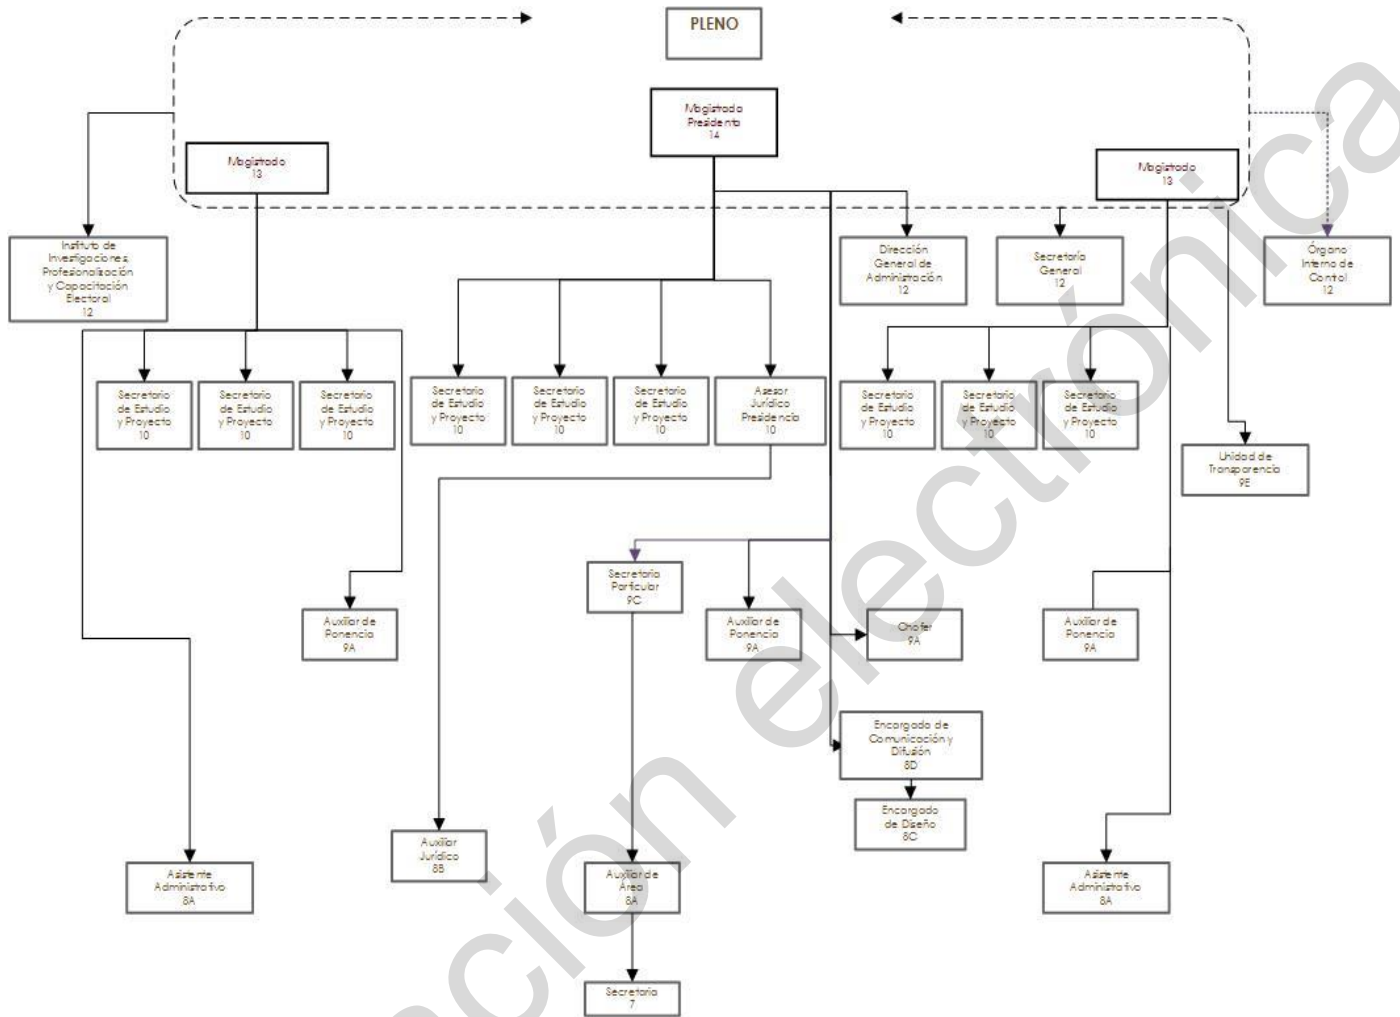 PLENO
Magistrado
Presidente
14
Magistrado
13
Magistrado
13
Instituto de
Investigaciones,
Profesionalización
y Capacitación
Electoral
12
Dirección
General de
Administración
12
Secretaría
General
12
Órgano
Interno de
Control
12
Secretario
de Estudio
y Proyecto
10
Secretario
de Estudio
y Proyecto
10
Secretario
de Estudio
y Proyecto
10
Secretario
de Estudio
y Proyecto
10
Secretario
de Estudio
y Proyecto
10
Secretario
de Estudio
y Proyecto
10
Asesor
Jurídico
Presidencia
10
Secretario
de Estudio
y Proyecto
10
Secretario
de Estudio
y Proyecto
10
Secretario
de Estudio
y Proyecto
10
Unidad de
Transparencia
9E
Secretaria
Particular
9C
Auxiliar de
Ponencia
9A
Auxiliar de
Ponencia
9A
Chofer
9A
Auxiliar de
Ponencia
9A
Encargado de
Comunicación y
Difusión
8D
Encargado
de Diseño
8C
Auxiliar
Jurídico
8B
Asistente
Administrativo
8A
Auxiliar de
Área
8A
Asistente
Administrativo
8A
Secretaria
7
ación electrónica